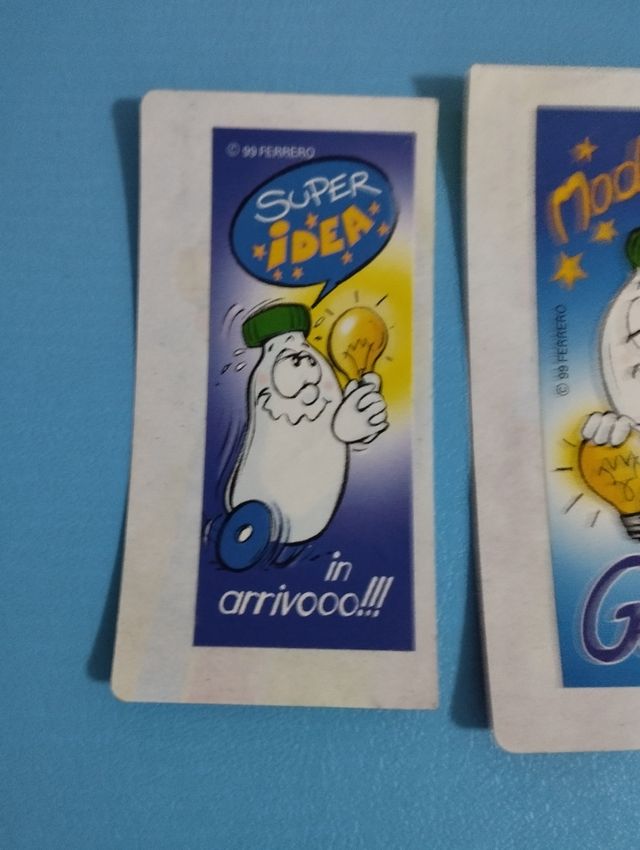 © 99 FERRERO
SUPER
iDEA
in
arrivooo!!!
© 99 FERRERO